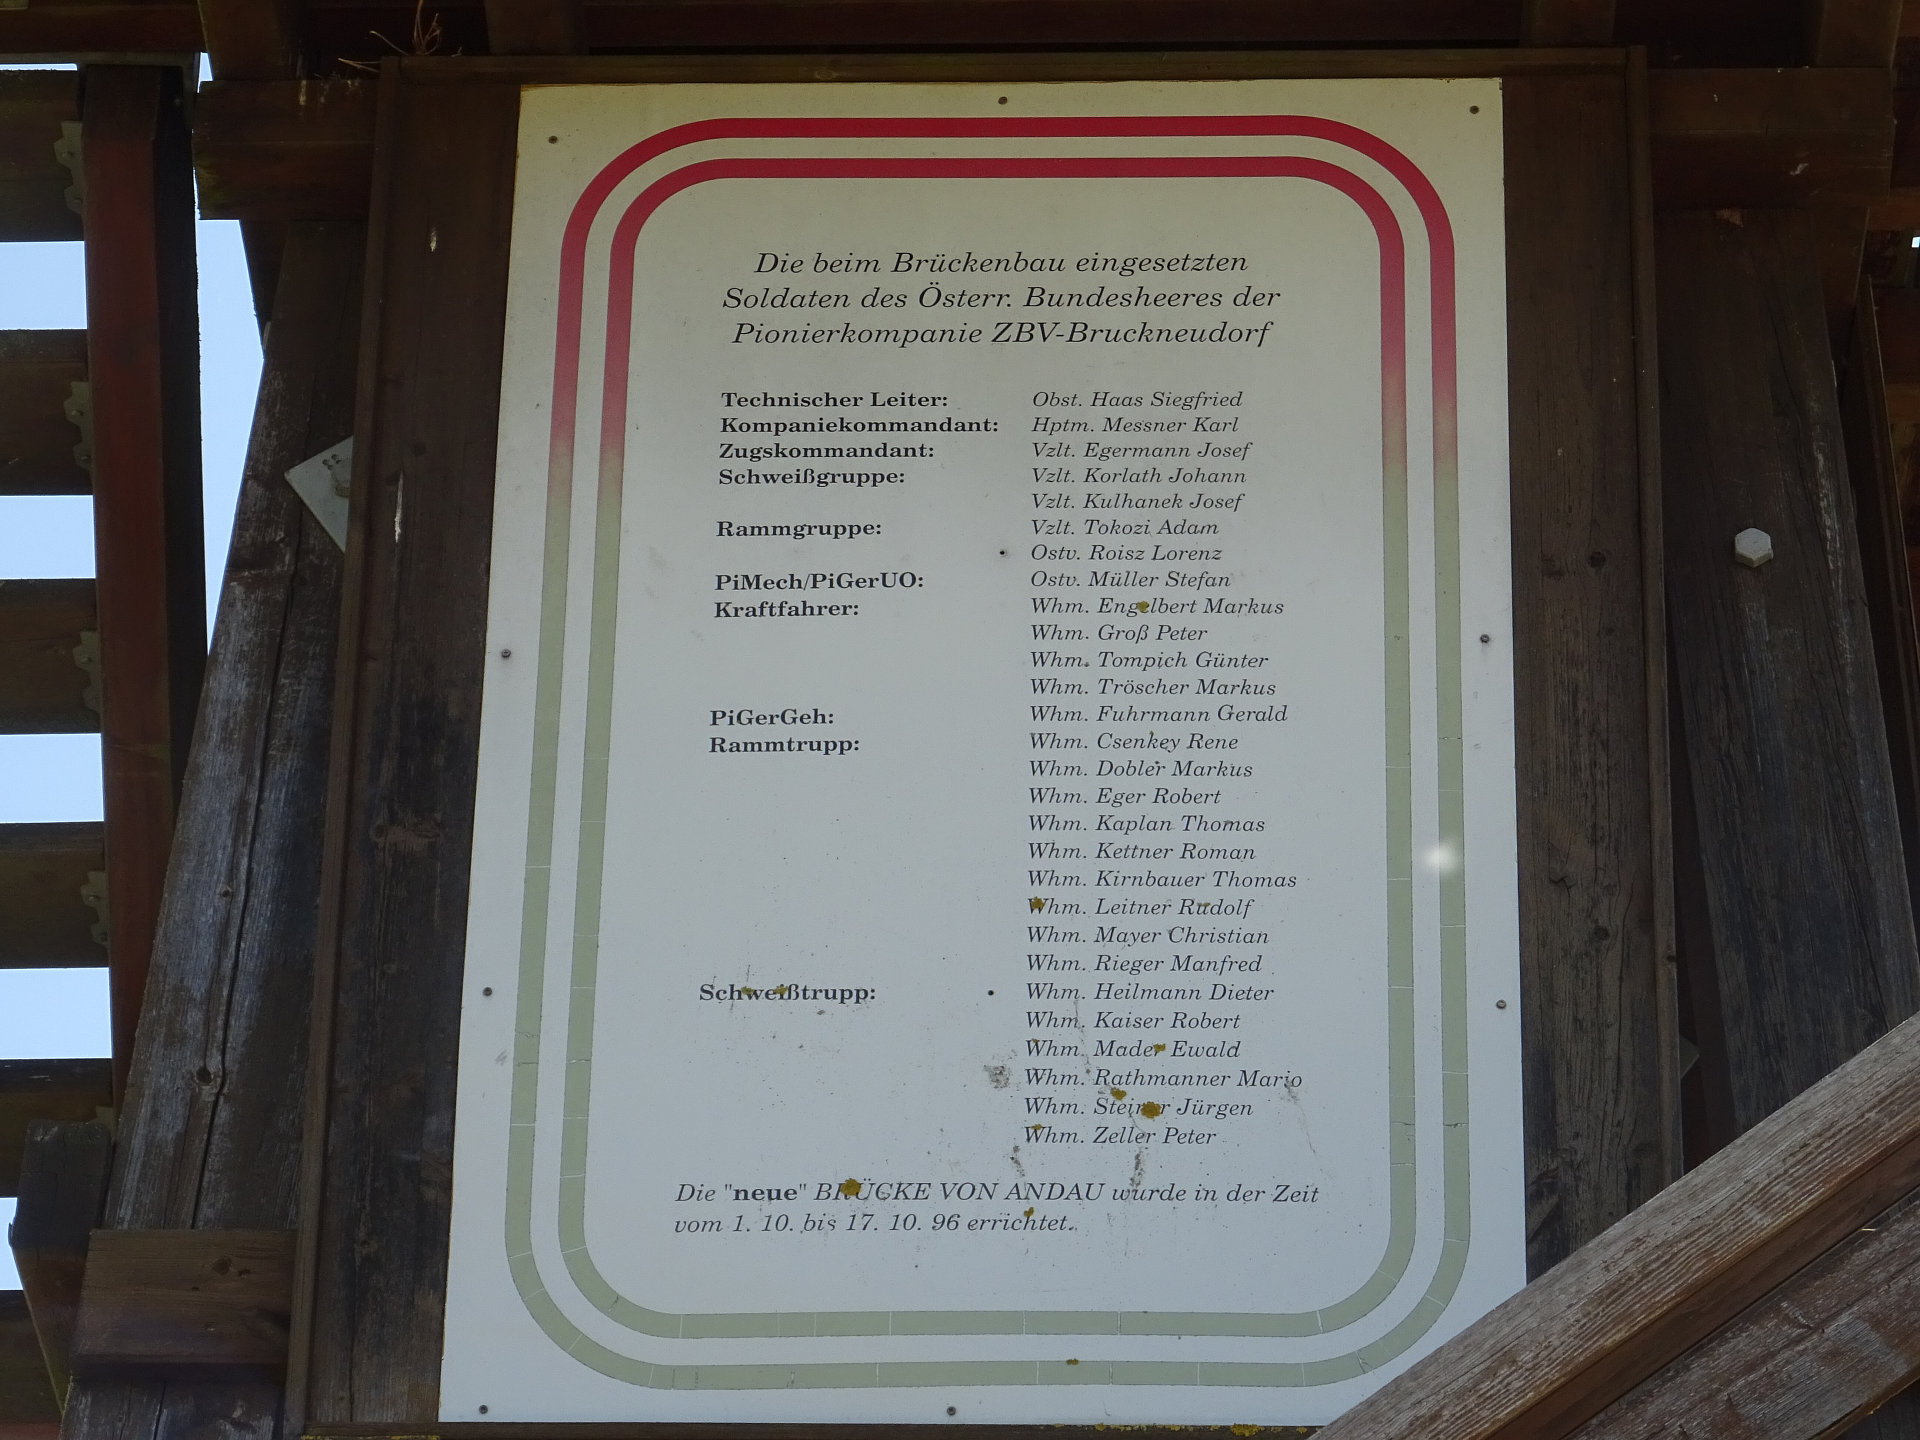 Die beim Brückenbau eingesetzten
Soldaten des Österr. Bundesheeres der
Pionierkompanie ZBV-Bruckneudorf
Technischer Leiter: Obst. Haas Siegfried
Kompaniekommandant: Hptm. Messner Karl
Zugskommandant: Vzlt. Egermann Josef
Schweißgruppe: Vzlt. Korlath Johann
Vzlt. Kulhanek Josef
Rammgruppe: Vzlt. Tokozi Adam
Ostv. Roisz Lorenz
PiMech/PiGerUO: Ostv. Müller Stefan
Kraftfahrer: Whm. Engelbert Markus
Whm. Groß Peter
Whm. Tompich Günter
Whm. Tröscher Markus
PiGerGeh: Whm. Fuhrmann Gerald
Rammtrupp: Whm. Csenkey Rene
Whm. Dobler Markus
Whm. Eger Robert
Whm. Kaplan Thomas
Whm. Kettner Roman
Whm. Kirnbauer Thomas
Whm. Leitner Rudolf
Whm. Mayer Christian
Whm. Rieger Manfred
Schweißtrupp: Whm. Heilmann Dieter
Whm. Kaiser Robert
Whm. Mader Ewald
Whm. Rathmanner Mario
Whm. Steiner Jürgen
Whm. Zeller Peter
Die "neue" BRÜCKE VON ANDAU wurde in der Zeit
vom 1. 10. bis 17. 10. 96 errichtet.